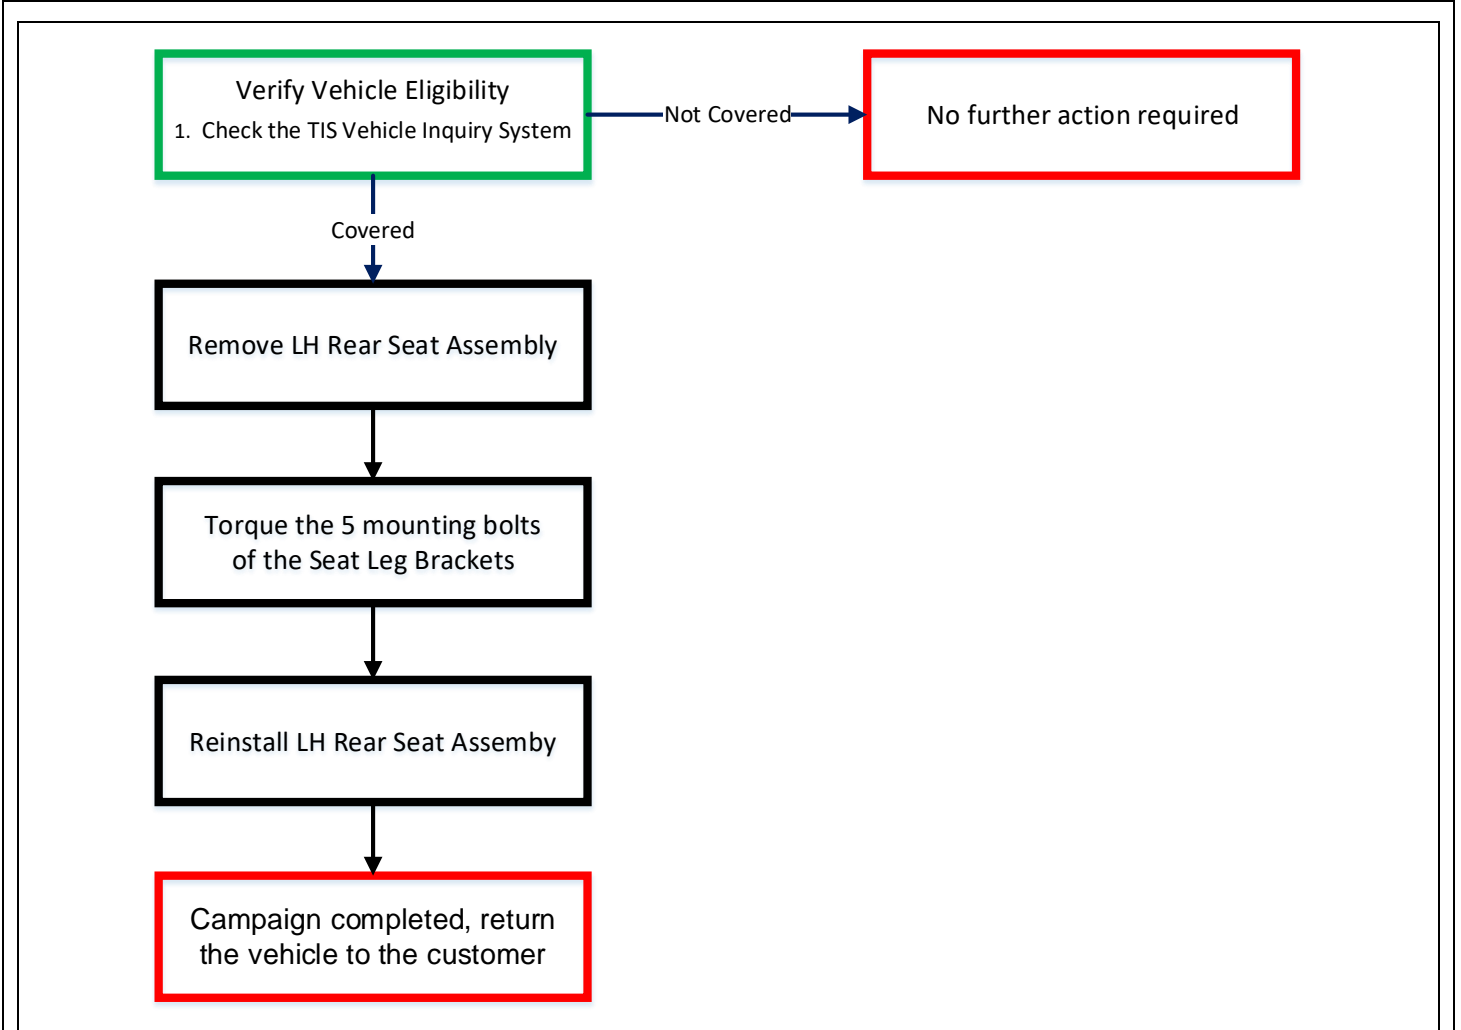 Verify Vehicle Eligibility
1. Check the TIS Vehicle Inquiry System
Not Covered
No further action required
Covered
Remove LH Rear Seat Assembly
Torque the 5 mounting bolts
of the Seat Leg Brackets
Reinstall LH Rear Seat Assemby
Campaign completed, return
the vehicle to the customer